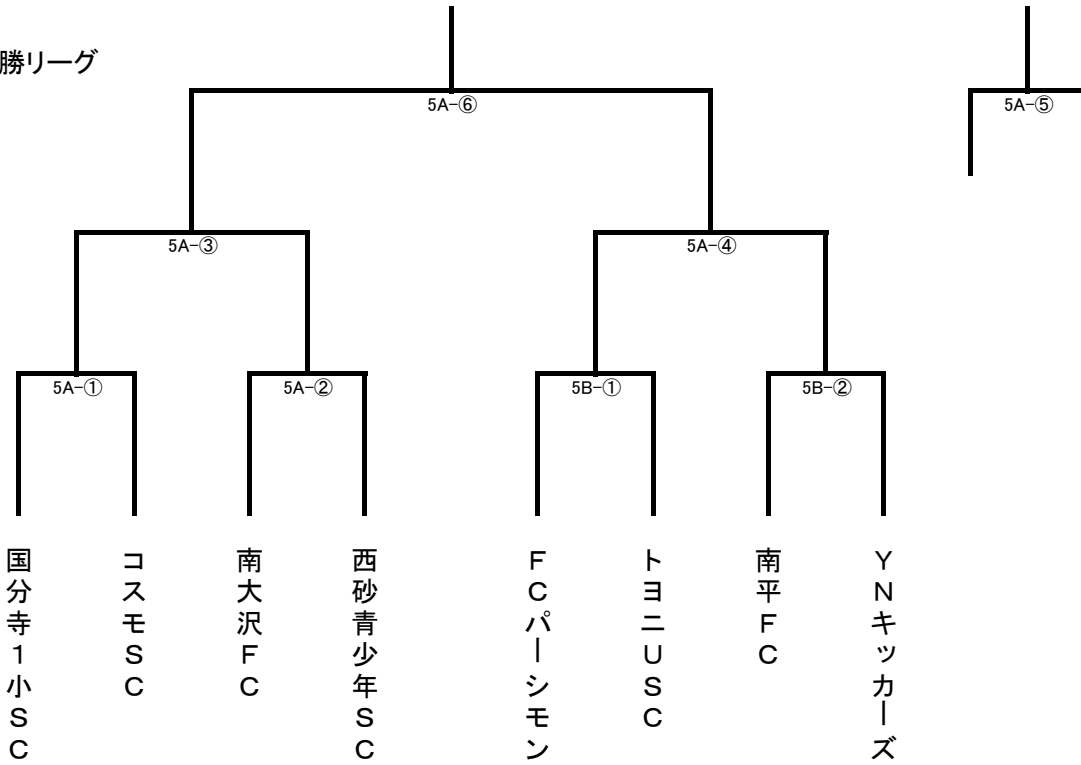 勝リーグ
5A-⑥
5A-⑤
5A-③
5A-④
5A-①
5A-②
5B-①
5B-②
国分寺1小SC
コスモSC
南大沢FC
西砂青少年SC
FCパーシモン
トヨニUSC
南平FC
YNキッカーズ